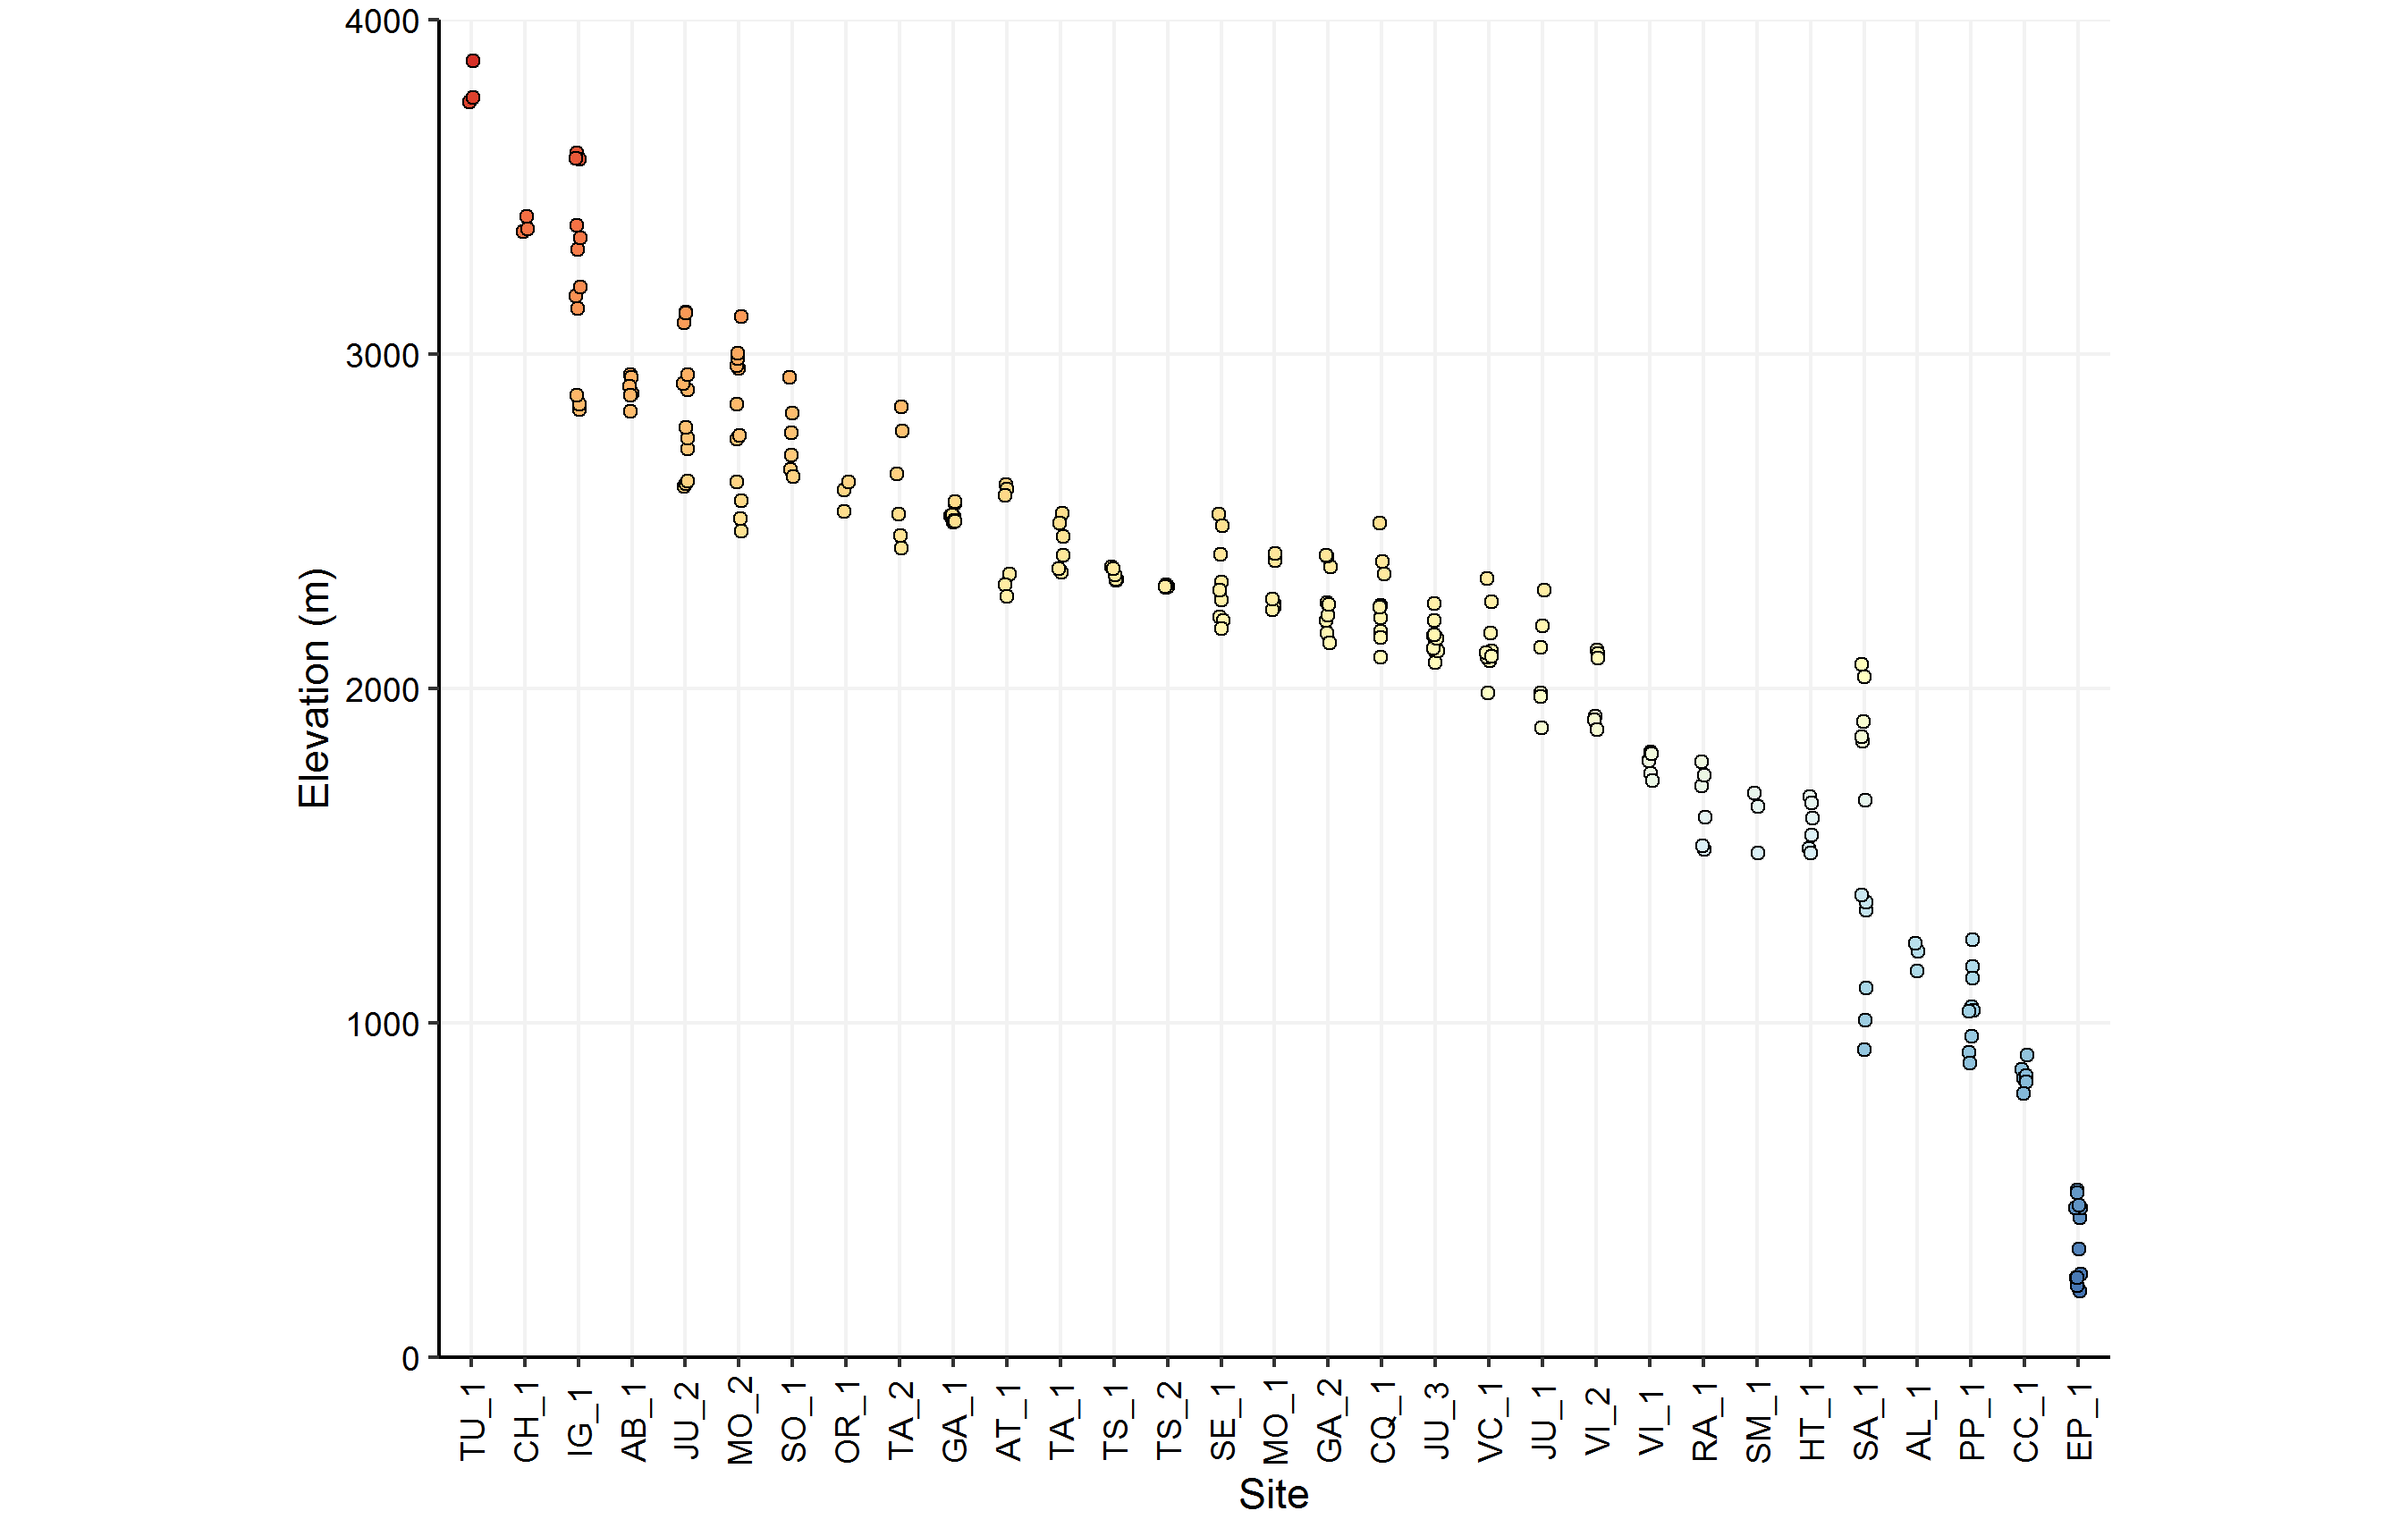 4000
3000
2000
1000
0
Elevation (m)
TU_1
CH_1
IG_1
AB_1
JU_2
MO_2
SO_1
OR_1
TA_2
GA_1
AT_1
TA_1
TS_1
TS_2
SE_1
MO_1
GA_2
CQ_1
JU_3
VC_1
JU_1
VI_2
VI_1
RA_1
SM_1
HT_1
SA_1
AL_1
PP_1
CC_1
EP_1
Site